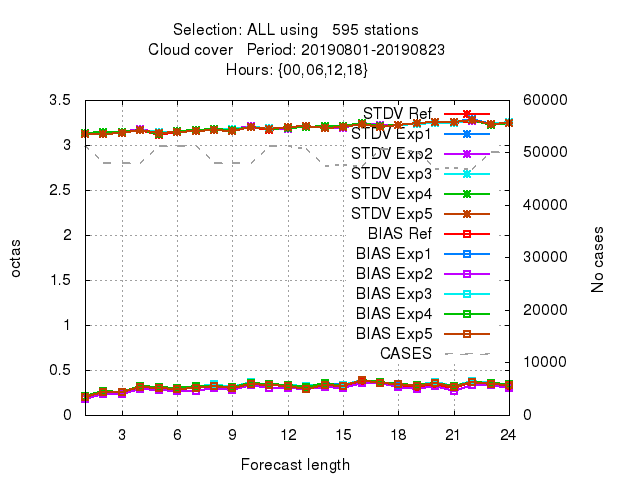 Selection: ALL using   595 stations
Cloud cover   Period: 20190801-20190823
Hours: {00,06,12,18}
3.5
3
2.5
2
1.5
1
0.5
0
octas
60000
50000
40000
30000
20000
10000
0
No cases
STDV Ref
STDV Exp1
STDV Exp2
STDV Exp3
STDV Exp4
STDV Exp5
BIAS Ref
BIAS Exp1
BIAS Exp2
BIAS Exp3
BIAS Exp4
BIAS Exp5
CASES
3 6 9 12 15 18 21 24
Forecast length